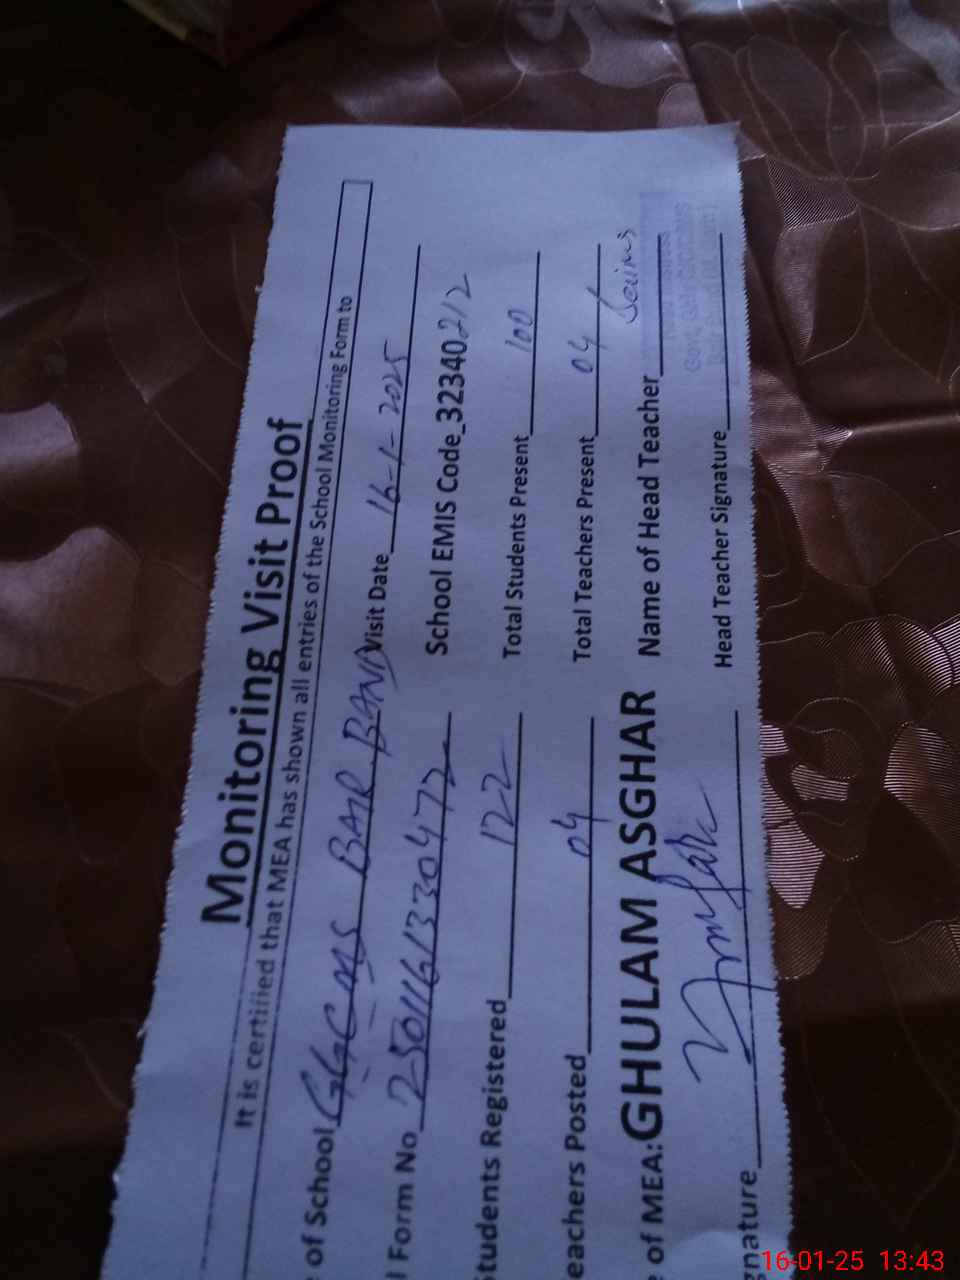 Monitoring Visit Proof
It is certified that MEA has shown all entries of the School Monitoring Form to
of School GGCMS BAR BAND Visit Date 16-1-2025
l Form No 2501161330472 School EMIS Code 32340212
Students Registered 122 Total Students Present 100
eachers Posted 04 Total Teachers Present 04
e of MEA: GHULAM ASGHAR Name of Head Teacher
gnature Head Teacher Signature
16-01-25 13:43